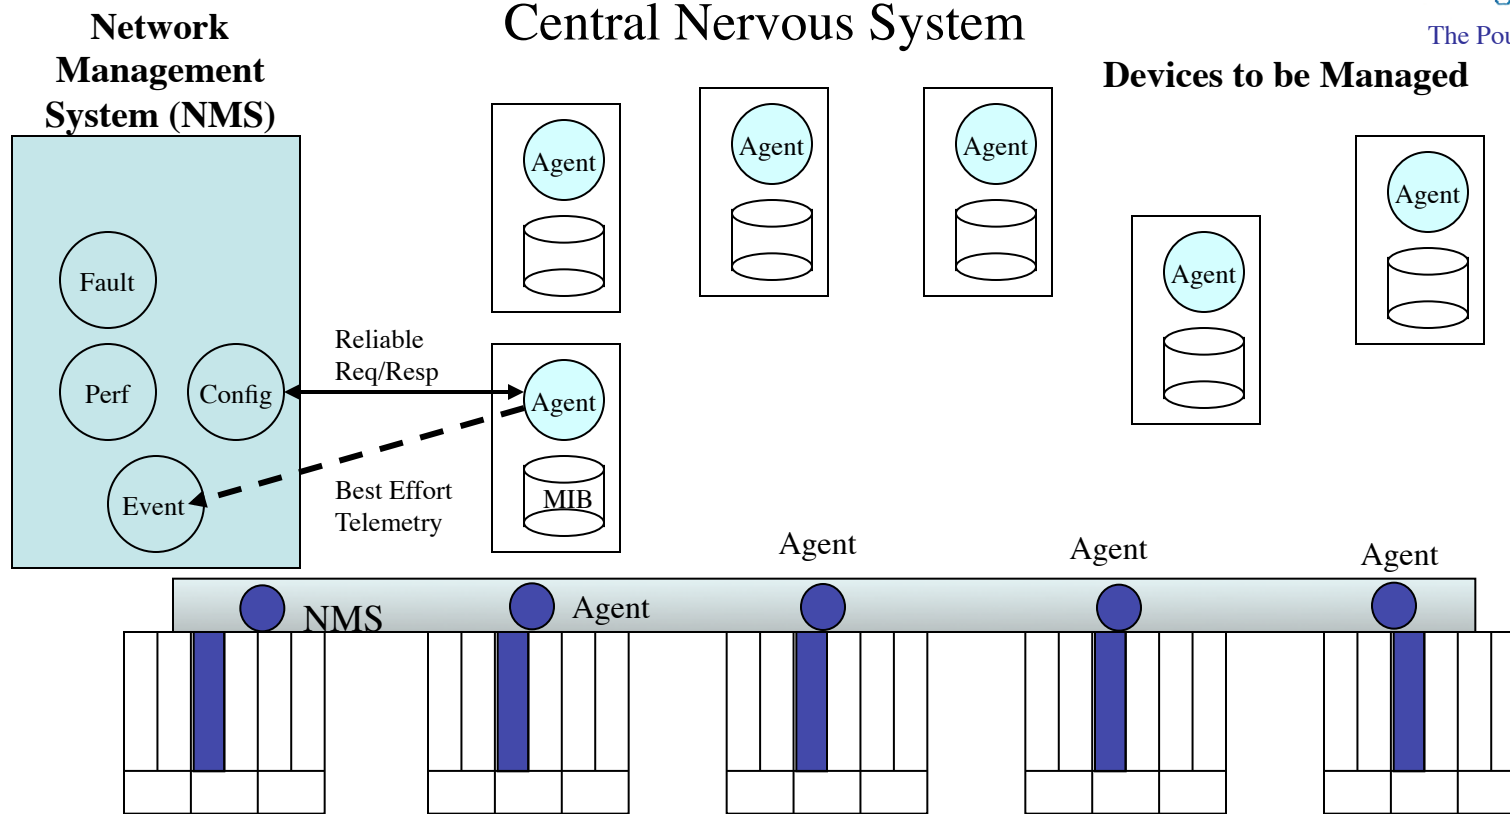 Central Nervous System
The Pou
Network
Management
System (NMS)
Devices to be Managed
Agent
Agent
Agent
Agent
Agent
Fault
Perf
Config
Event
Reliable
Req/Resp
Agent
MIB
Best Effort
Telemetry
NMS
Agent
Agent
Agent
Agent